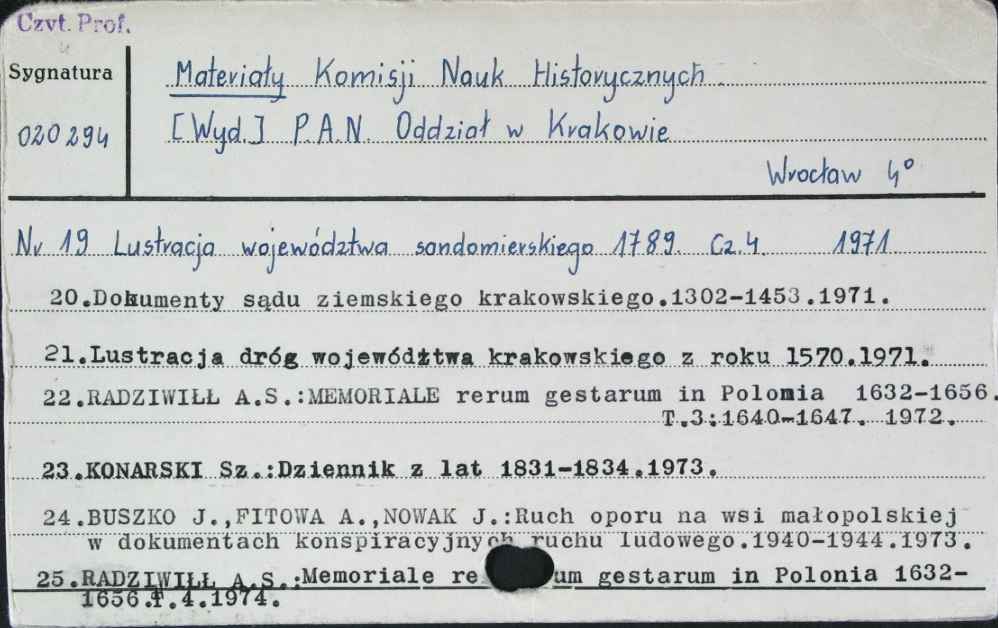 Czyt. Prof.
Sygnatura
020294
Materiały Komisji Nauk Historycznych
[Wyd.] P.A.N. Oddział w Krakowie
Wrocław 4°
Nr 19 Lustracja województwa sandomierskiego 1789. Cz.4. 1971
20.Dokumenty sądu ziemskiego krakowskiego.1302-1453.1971.
21.Lustracja dróg województwa krakowskiego z roku 1570.1971.
22.RADZIWIŁŁ A.S.:MEMORIALE rerum gestarum in Polonia 1632-1656.
T.3:1640-1647. 1972.
23.KONARSKI Sz.:Dziennik z lat 1831-1834.1973.
24.BUSZKO J.,FITOWA A.,NOWAK J.:Ruch oporu na wsi małopolskiej
w dokumentach konspiracyjnych ruchu ludowego.1940-1944.1973.
25.RADZIWIŁŁ A.S.:Memoriale re um gestarum in Polonia 1632-
1656.T.4.1974.